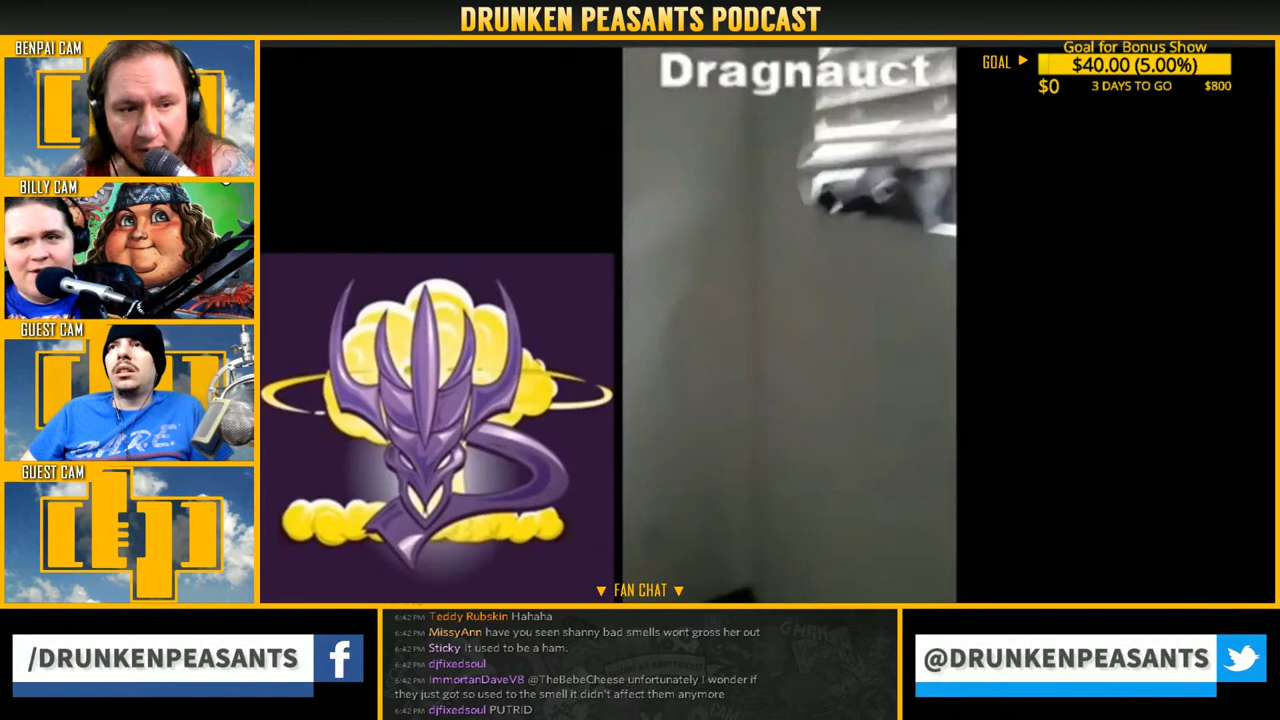 DRUNKEN PEASANTS PODCAST
BENPAI CAM
BILLY CAM
GUEST CAM
D.A.R.E.
GUEST CAM
Dragnauct
Goal for Bonus Show
GOAL
$40.00 (5.00%)
$0 3 DAYS TO GO $800
▼ FAN CHAT ▼
6:42 PM Teddy Rubskin Hahaha
6:42 PM MissyAnn have you seen shanny bad smells wont gross her out
6:42 PM Sticky It used to be a ham.
6:42 PM djfixedsoul
6:42 PM ImmortanDaveV8 @TheBebeCheese unfortunately I wonder if
they just got so used to the smell it didn't affect them anymore
6:42 PM djfixedsoul PUTRID
/DRUNKENPEASANTS f
@DRUNKENPEASANTS